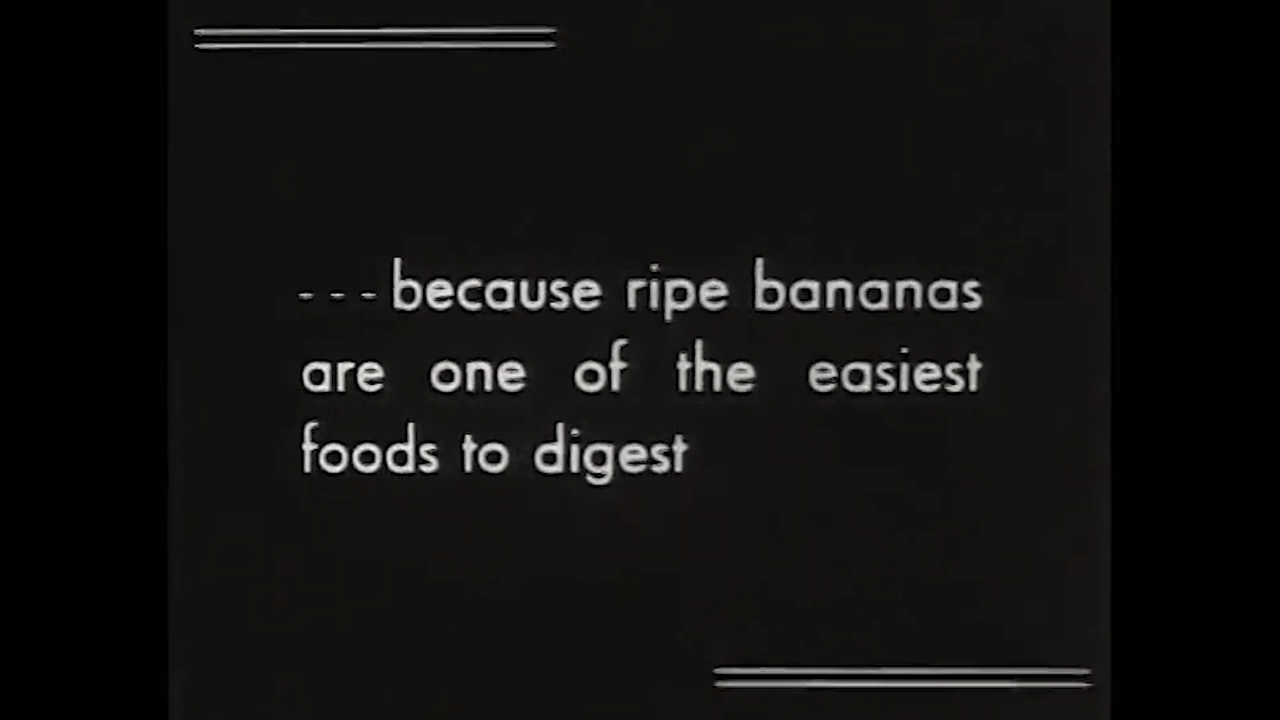 - - - because ripe bananas
are one of the easiest
foods to digest